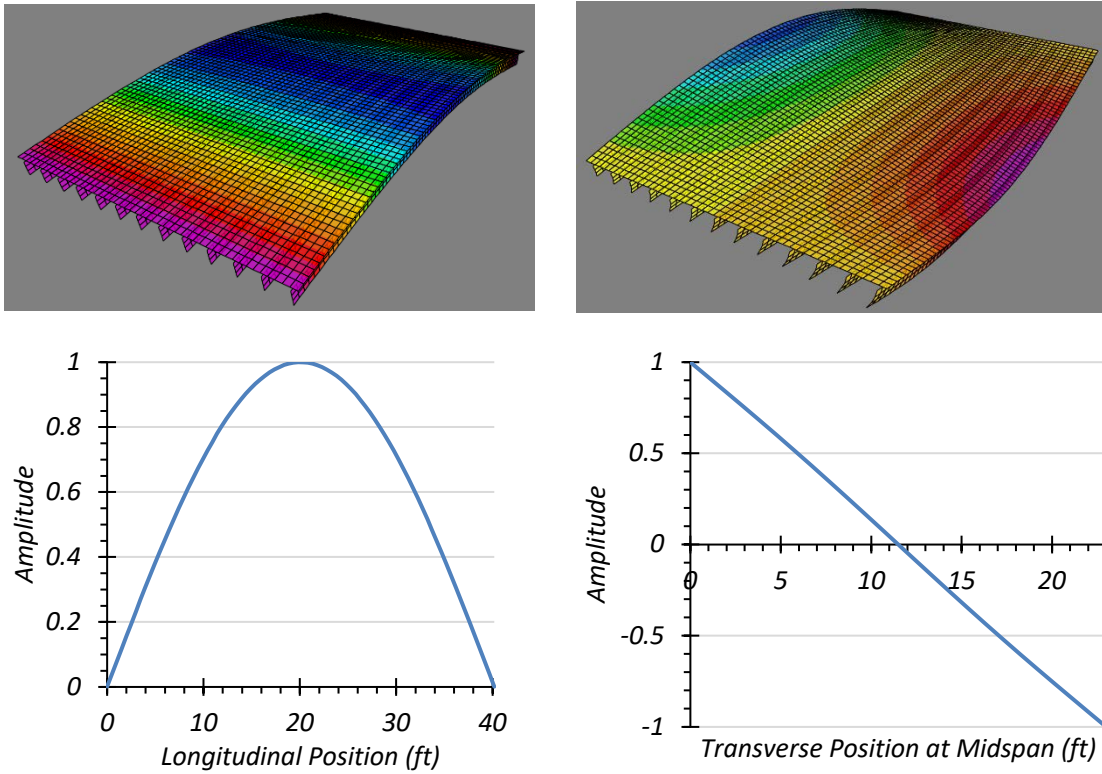 1
0.8
0.6
0.4
0.2
0
0 10 20 30 40
Amplitude
Longitudinal Position (ft)
1
0.5
0
-0.5
-1
0 5 10 15 20
Amplitude
Transverse Position at Midspan (ft)